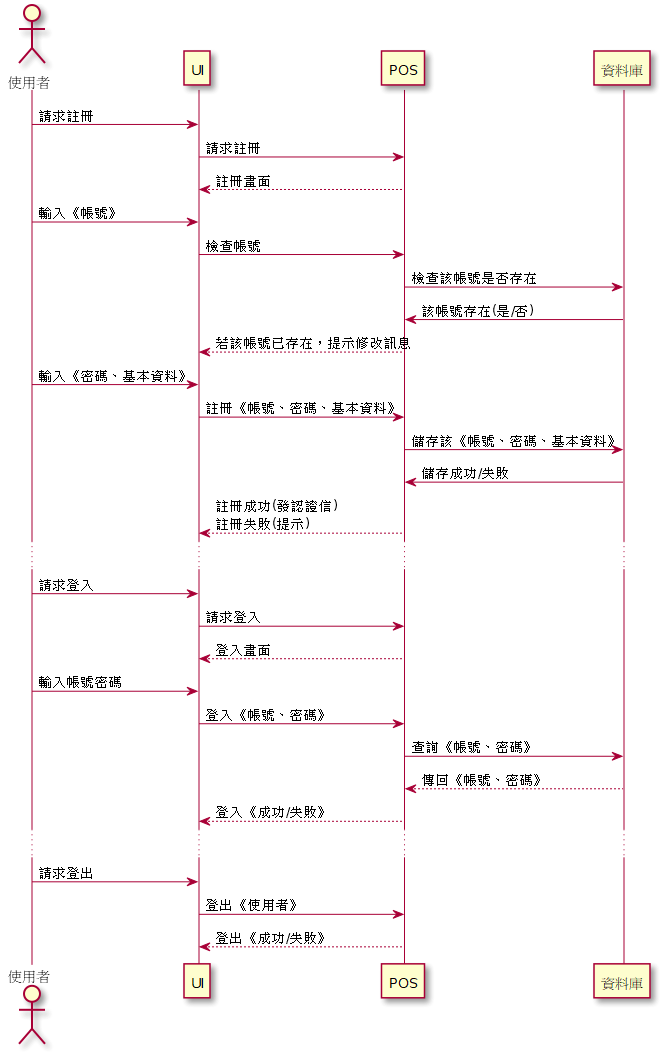 使用者
UI
POS
資料庫
請求註冊
請求註冊
註冊畫面
輸入《帳號》
檢查帳號
檢查該帳號是否存在
該帳號存在(是/否)
若該帳號已存在，提示修改訊息
輸入《密碼、基本資料》
註冊《帳號、密碼、基本資料》
儲存該《帳號、密碼、基本資料》
儲存成功/失敗
註冊成功(發認證信)
註冊失敗(提示)
請求登入
請求登入
登入畫面
輸入帳號密碼
登入《帳號、密碼》
查詢《帳號、密碼》
傳回《帳號、密碼》
登入《成功/失敗》
請求登出
登出《使用者》
登出《成功/失敗》
使用者
UI
POS
資料庫